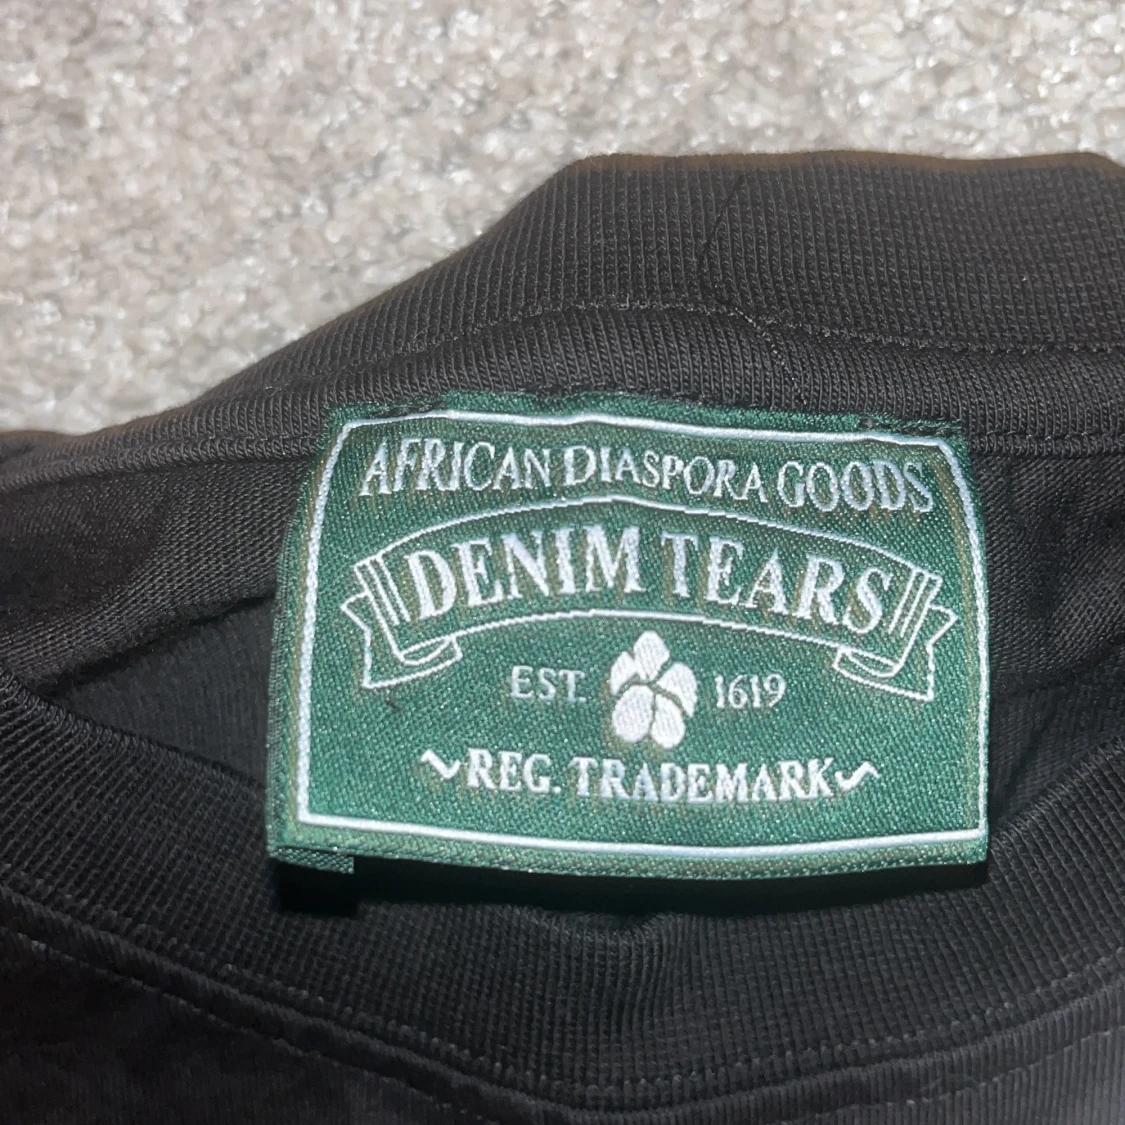 AFRICAN DIASPORA GOODS
DENIM TEARS
EST. 1619
~REG. TRADEMARK~